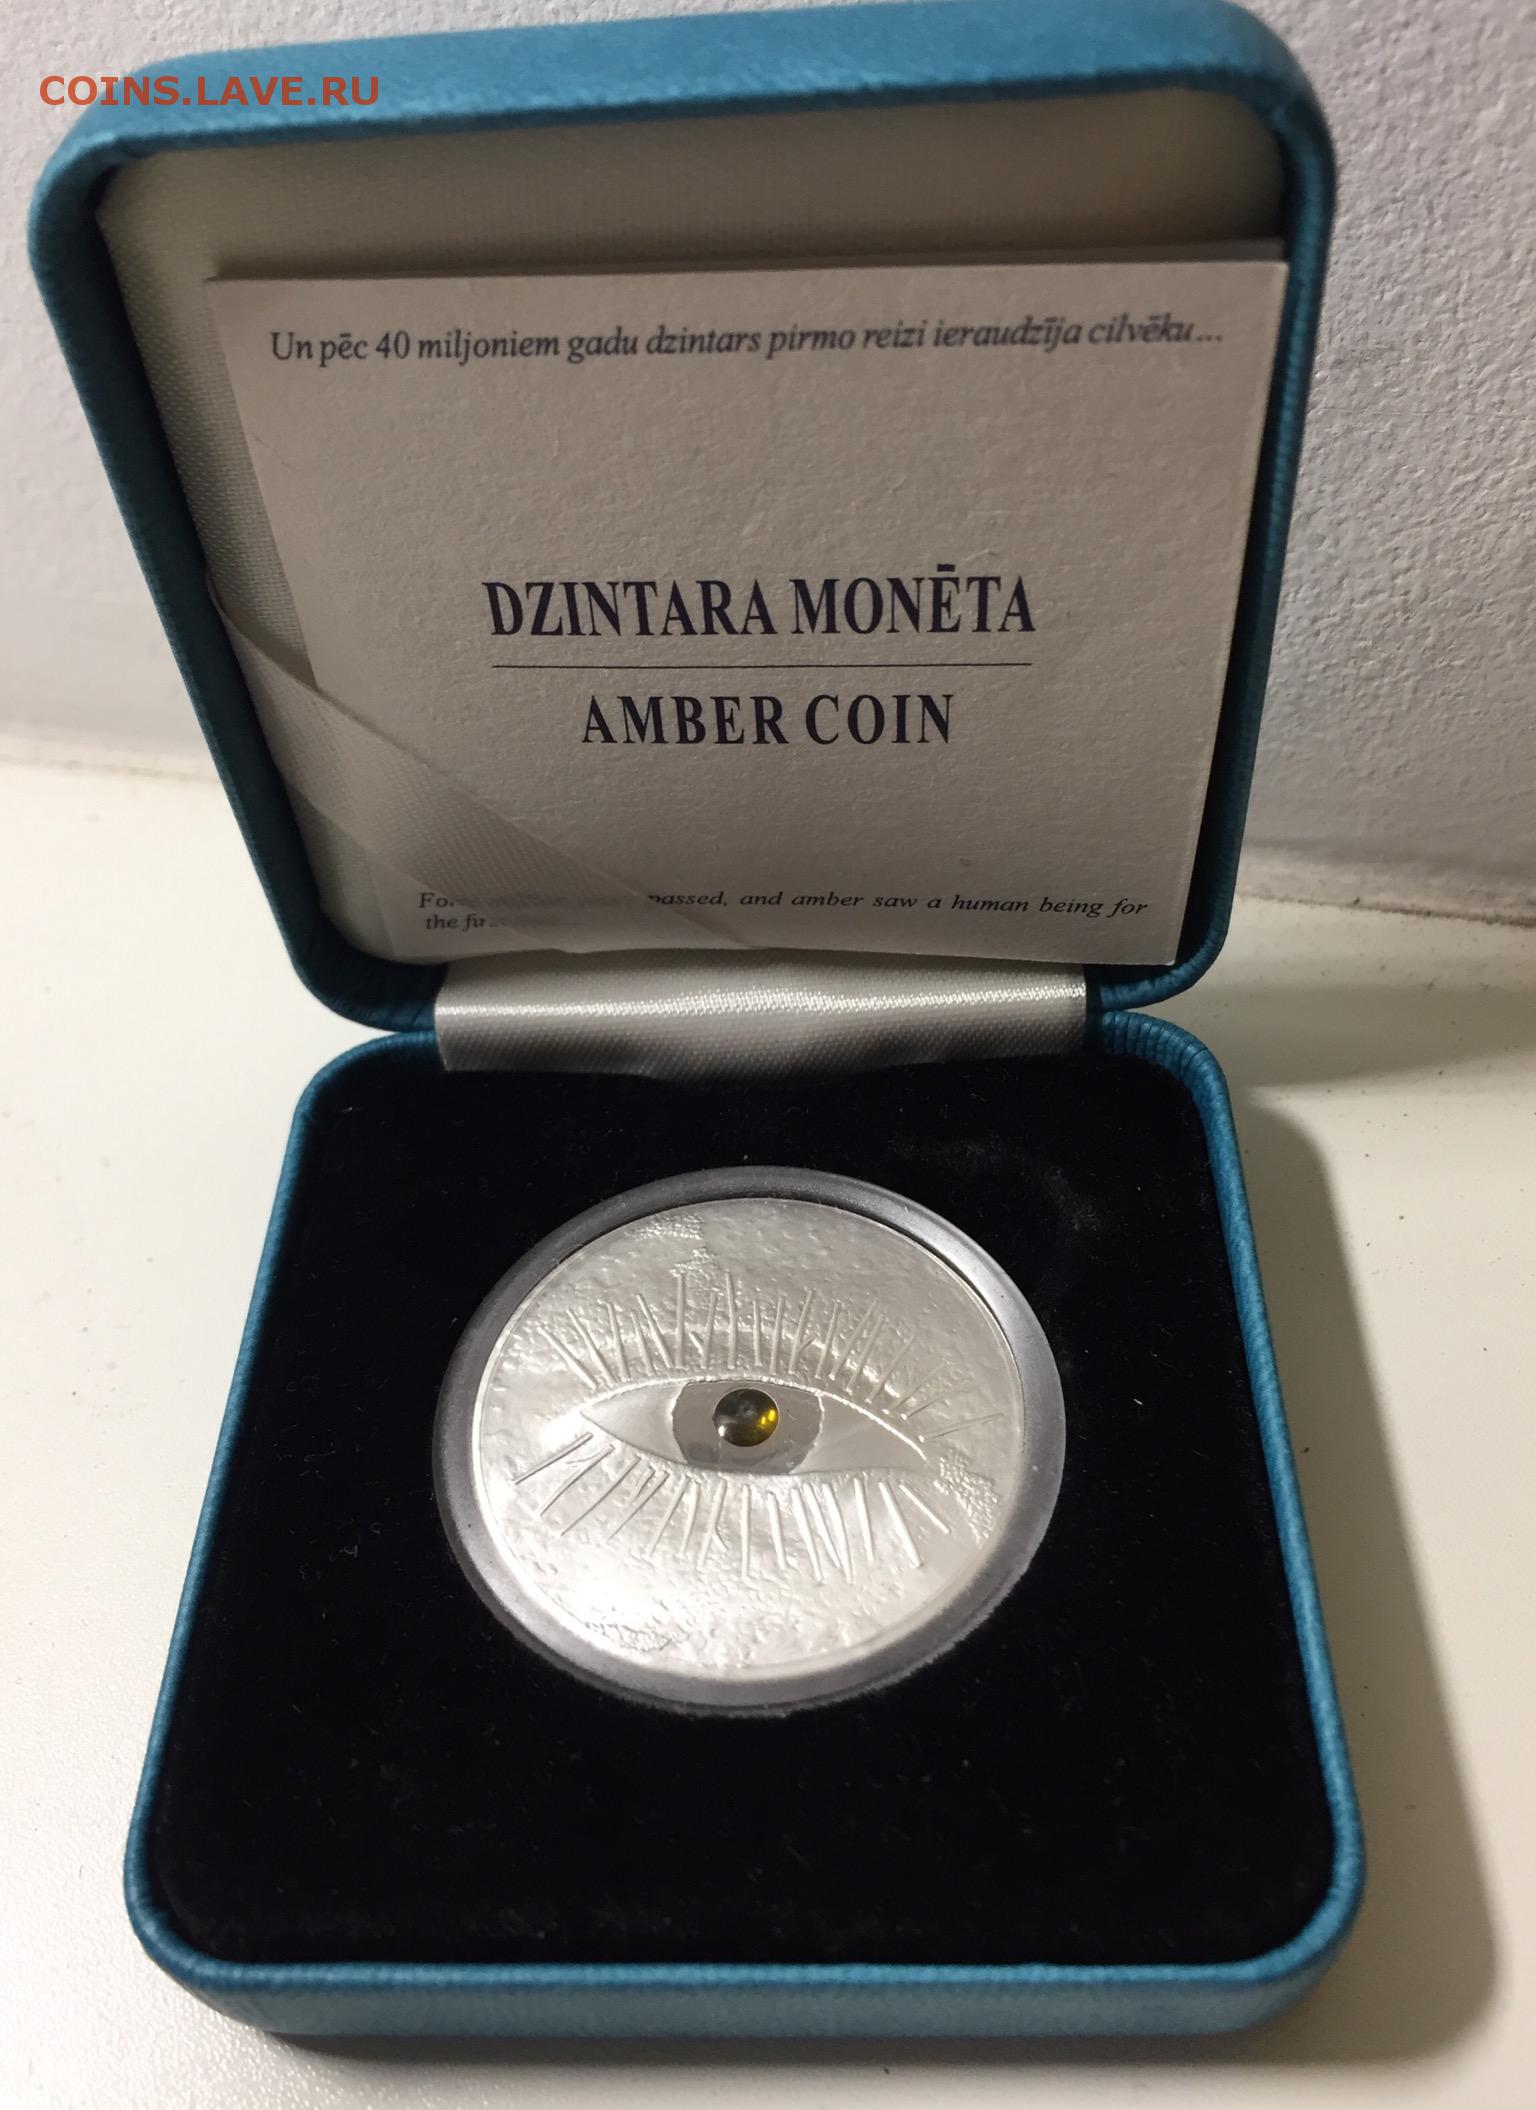 COINS.LAVE.RU
Un pēc 40 miljoniem gadu dzintars pirmo reizi ieraudzīja cilvēku...
DZINTARA MONĒTA
AMBER COIN
passed, and amber saw a human being for
the